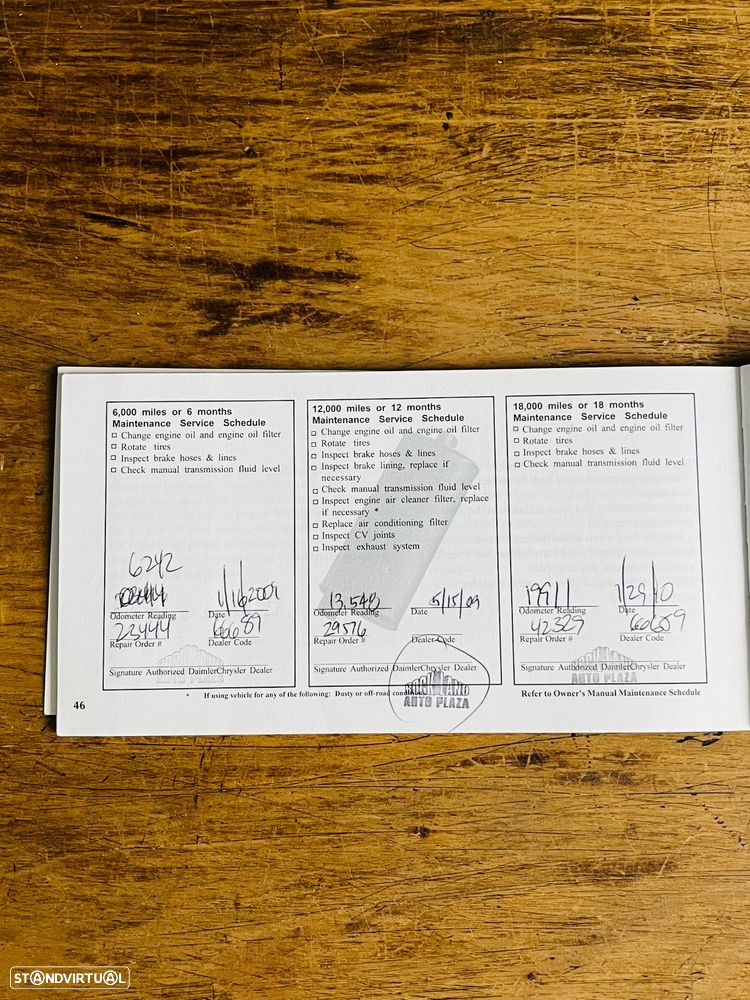 6,000 miles or 6 months
Maintenance Service Schedule
Change engine oil and engine oil filter
Rotate tires
Inspect brake hoses & lines
Check manual transmission fluid level
6242
Odometer Reading
Date
23444
66689
Repair Order #
Dealer Code
Signature Authorized DaimlerChrysler Dealer
AUTO PLAZA
12,000 miles or 12 months
Maintenance Service Schedule
Change engine oil and engine oil filter
Rotate tires
Inspect brake hoses & lines
Inspect brake lining, replace if
necessary
Check manual transmission fluid level
Inspect engine air cleaner filter, replace
if necessary *
Replace air conditioning filter
Inspect CV joints
Inspect exhaust system
5/15/09
Odometer Reading
Date
29576
Repair Order #
Dealer Code
Signature Authorized DaimlerChrysler Dealer
ROCKLAND
AUTO PLAZA
18,000 miles or 18 months
Maintenance Service Schedule
Change engine oil and engine oil filter
Rotate tires
Inspect brake hoses & lines
Check manual transmission fluid level
19911
1/29/10
Odometer Reading
Date
42329
Repair Order #
Dealer Code
Signature Authorized DaimlerChrysler Dealer
AUTO PLAZA
* If using vehicle for any of the following: Dusty or off-road
Refer to Owner's Manual Maintenance Schedule
46
STANDVIRTUAL